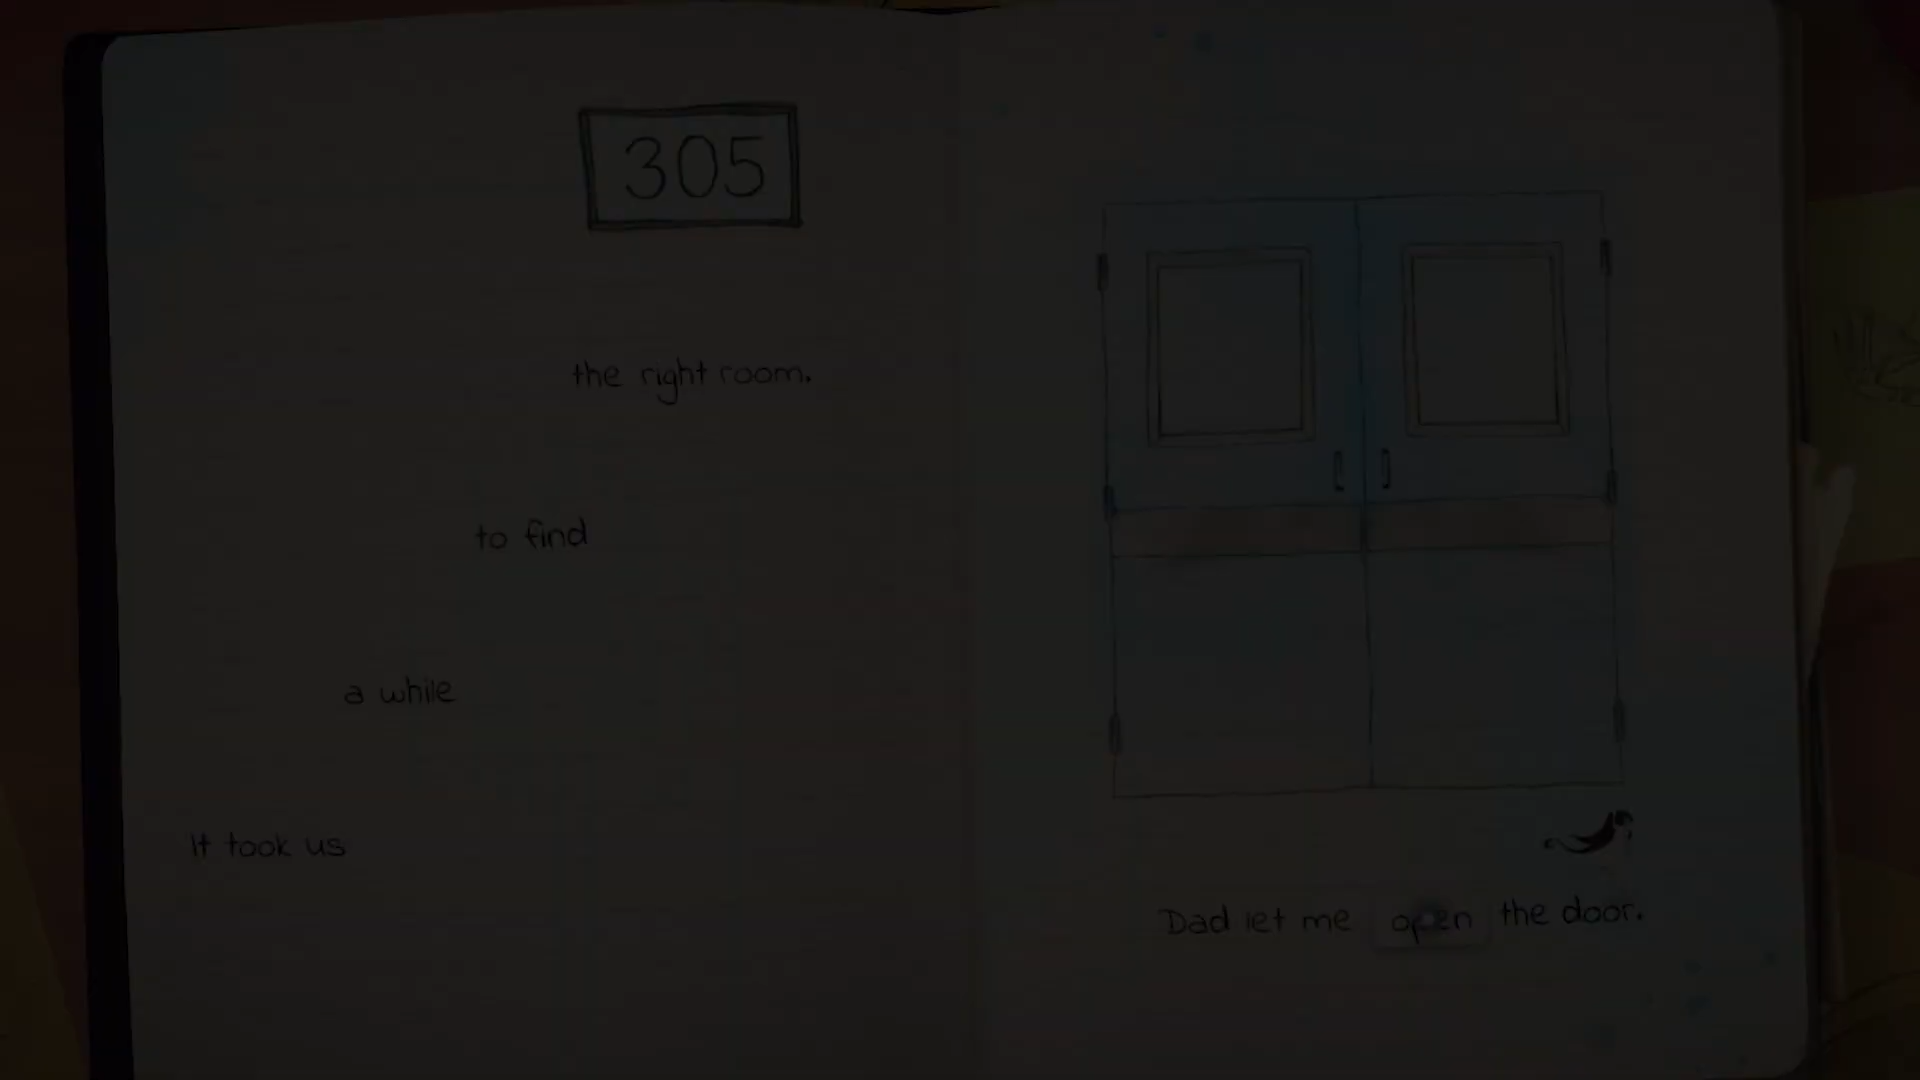 305
the right room.
to find
a while
It took us
Dad let me open the door.